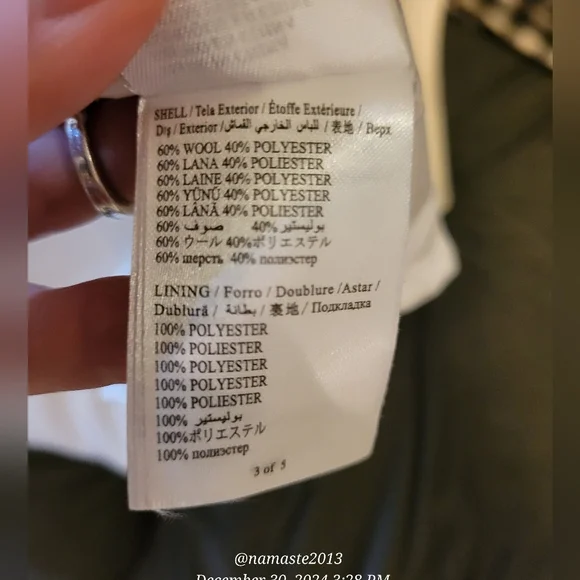 SHELL / Tela Exterior / Étoffe Extérieure /
Dış / Exterior / للباس الخارجي القماش / 表地 / Верх
60% WOOL 40% POLYESTER
60% LANA 40% POLIESTER
60% LAINE 40% POLYESTER
60% YÜNÜ 40% POLYESTER
60% LÂNĂ 40% POLIESTER
60% صوف 40% بوليستير
60% ウール 40%ポリエステル
60% шерсть 40% полиэстер
LINING / Forro / Doublure /Astar /
Dublură / بطانة / 裏地 / Подкладка
100% POLYESTER
100% POLIESTER
100% POLYESTER
100% POLYESTER
100% POLIESTER
100% بوليستير
100%ポリエステル
100% полиэстер
3 of 5
@namaste2013
December 30, 2024 3:28 PM